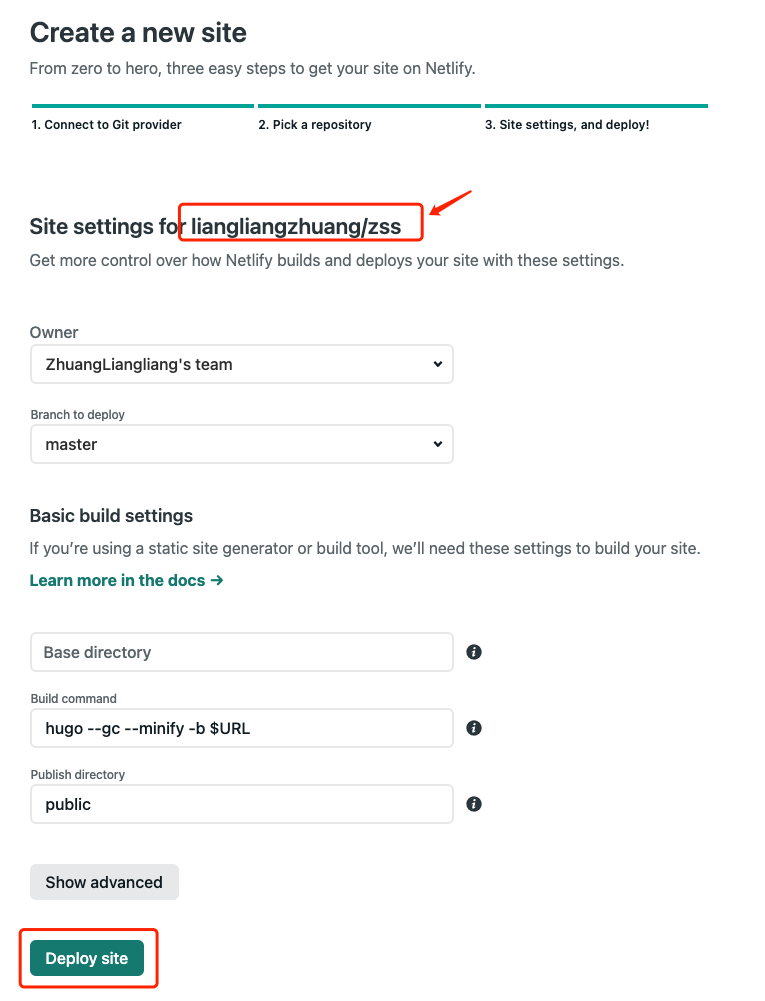 Create a new site
From zero to hero, three easy steps to get your site on Netlify.
1. Connect to Git provider
2. Pick a repository
3. Site settings, and deploy!
Site settings for liangliangzhuang/zss
Get more control over how Netlify builds and deploys your site with these settings.
Owner
ZhuangLiangliang's team
Branch to deploy
master
Basic build settings
If you’re using a static site generator or build tool, we’ll need these settings to build your site.
Learn more in the docs →
Base directory
Build command
hugo --gc --minify -b $URL
Publish directory
public
Show advanced
Deploy site